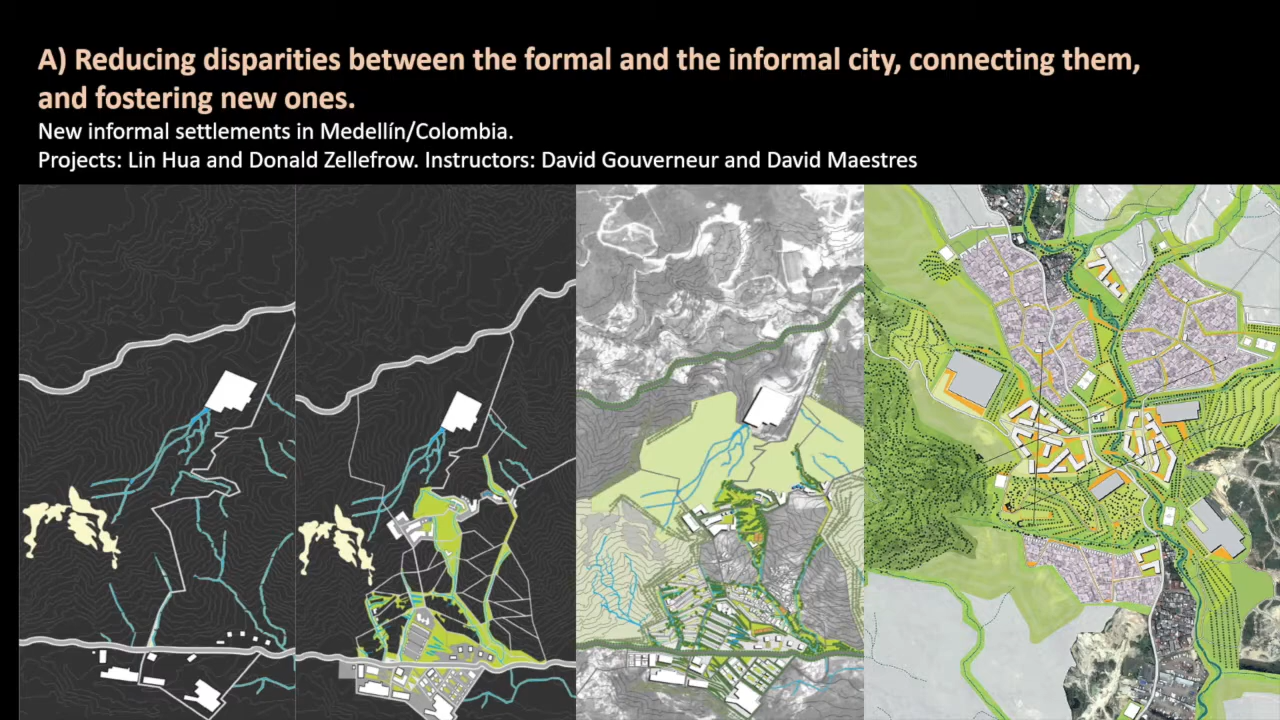 A) Reducing disparities between the formal and the informal city, connecting them,
and fostering new ones.
New informal settlements in Medellín/Colombia.
Projects: Lin Hua and Donald Zellefrow. Instructors: David Gouverneur and David Maestres